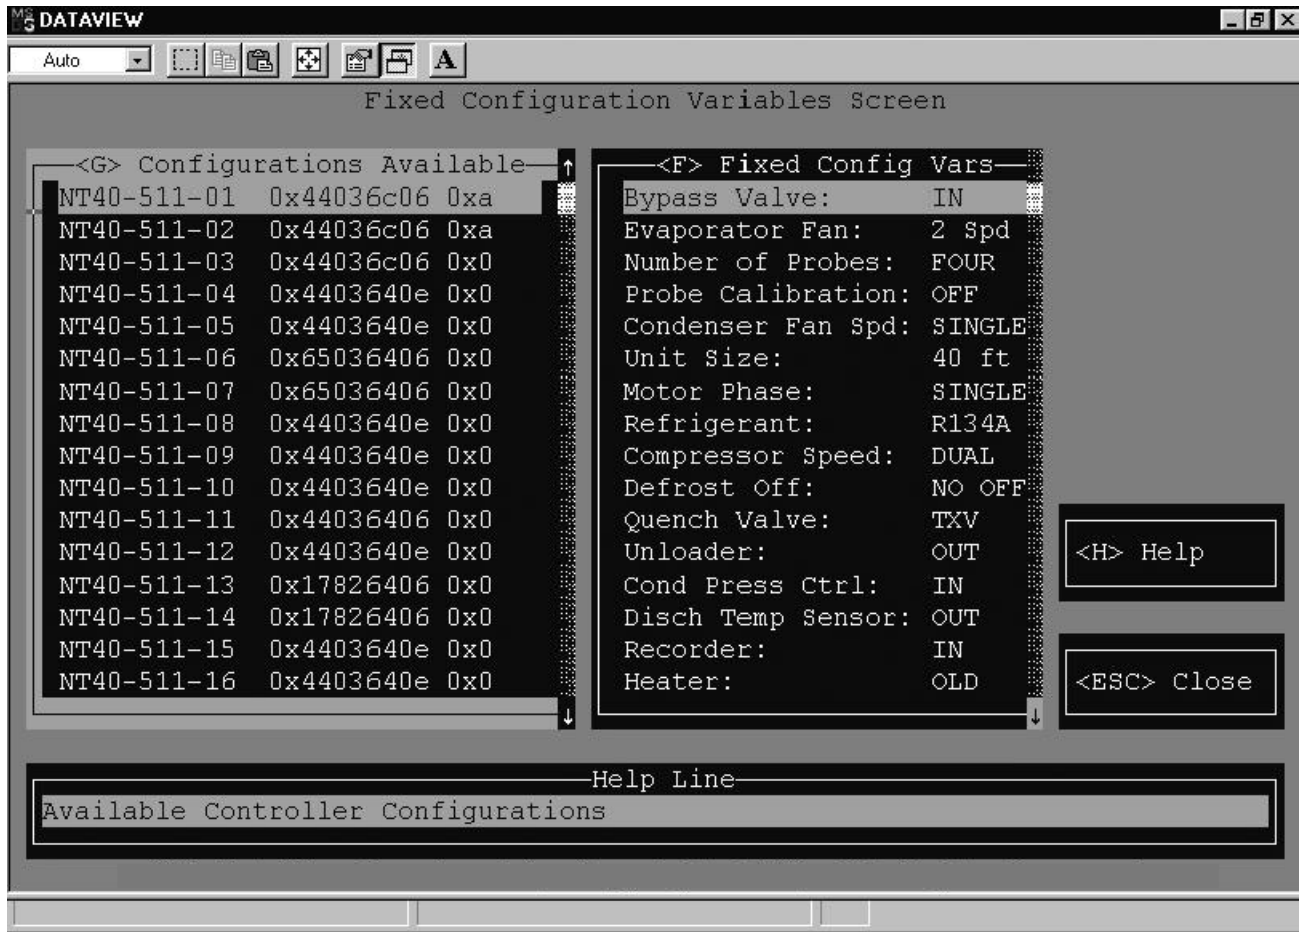 DATAVIEW
Auto
A
Fixed Configuration Variables Screen
<G> Configurations Available
NT40-511-01 0x44036c06 0xa
NT40-511-02 0x44036c06 0xa
NT40-511-03 0x44036c06 0x0
NT40-511-04 0x4403640e 0x0
NT40-511-05 0x4403640e 0x0
NT40-511-06 0x65036406 0x0
NT40-511-07 0x65036406 0x0
NT40-511-08 0x4403640e 0x0
NT40-511-09 0x4403640e 0x0
NT40-511-10 0x4403640e 0x0
NT40-511-11 0x44036406 0x0
NT40-511-12 0x4403640e 0x0
NT40-511-13 0x17826406 0x0
NT40-511-14 0x17826406 0x0
NT40-511-15 0x4403640e 0x0
NT40-511-16 0x4403640e 0x0
<F> Fixed Config Vars
Bypass Valve: IN
Evaporator Fan: 2 Spd
Number of Probes: FOUR
Probe Calibration: OFF
Condenser Fan Spd: SINGLE
Unit Size: 40 ft
Motor Phase: SINGLE
Refrigerant: R134A
Compressor Speed: DUAL
Defrost Off: NO OFF
Quench Valve: TXV
Unloader: OUT
Cond Press Ctrl: IN
Disch Temp Sensor: OUT
Recorder: IN
Heater: OLD
<H> Help
<ESC> Close
Help Line
Available Controller Configurations